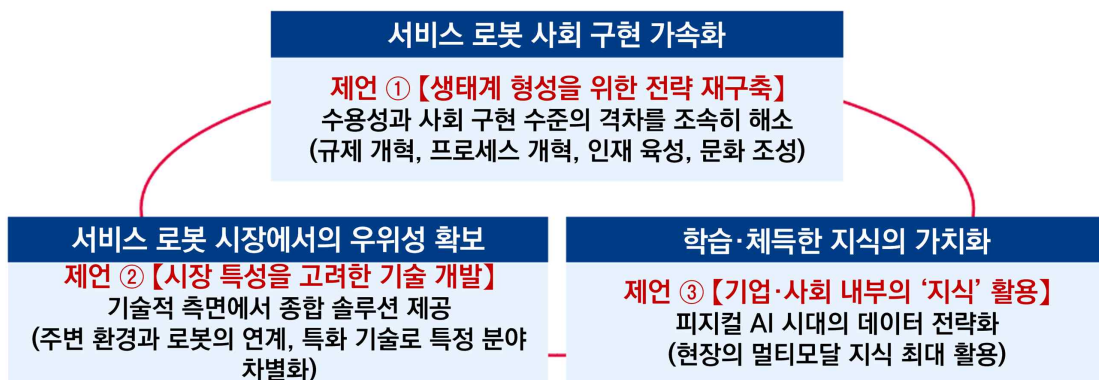 서비스 로봇 사회 구현 가속화
제언 ① 【생태계 형성을 위한 전략 재구축】
수용성과 사회 구현 수준의 격차를 조속히 해소
(규제 개혁, 프로세스 개혁, 인재 육성, 문화 조성)
서비스 로봇 시장에서의 우위성 확보
제언 ② 【시장 특성을 고려한 기술 개발】
기술적 측면에서 종합 솔루션 제공
(주변 환경과 로봇의 연계, 특화 기술로 특정 분야
차별화)
학습·체득한 지식의 가치화
제언 ③ 【기업·사회 내부의 ‘지식’ 활용】
피지컬 AI 시대의 데이터 전략화
(현장의 멀티모달 지식 최대 활용)